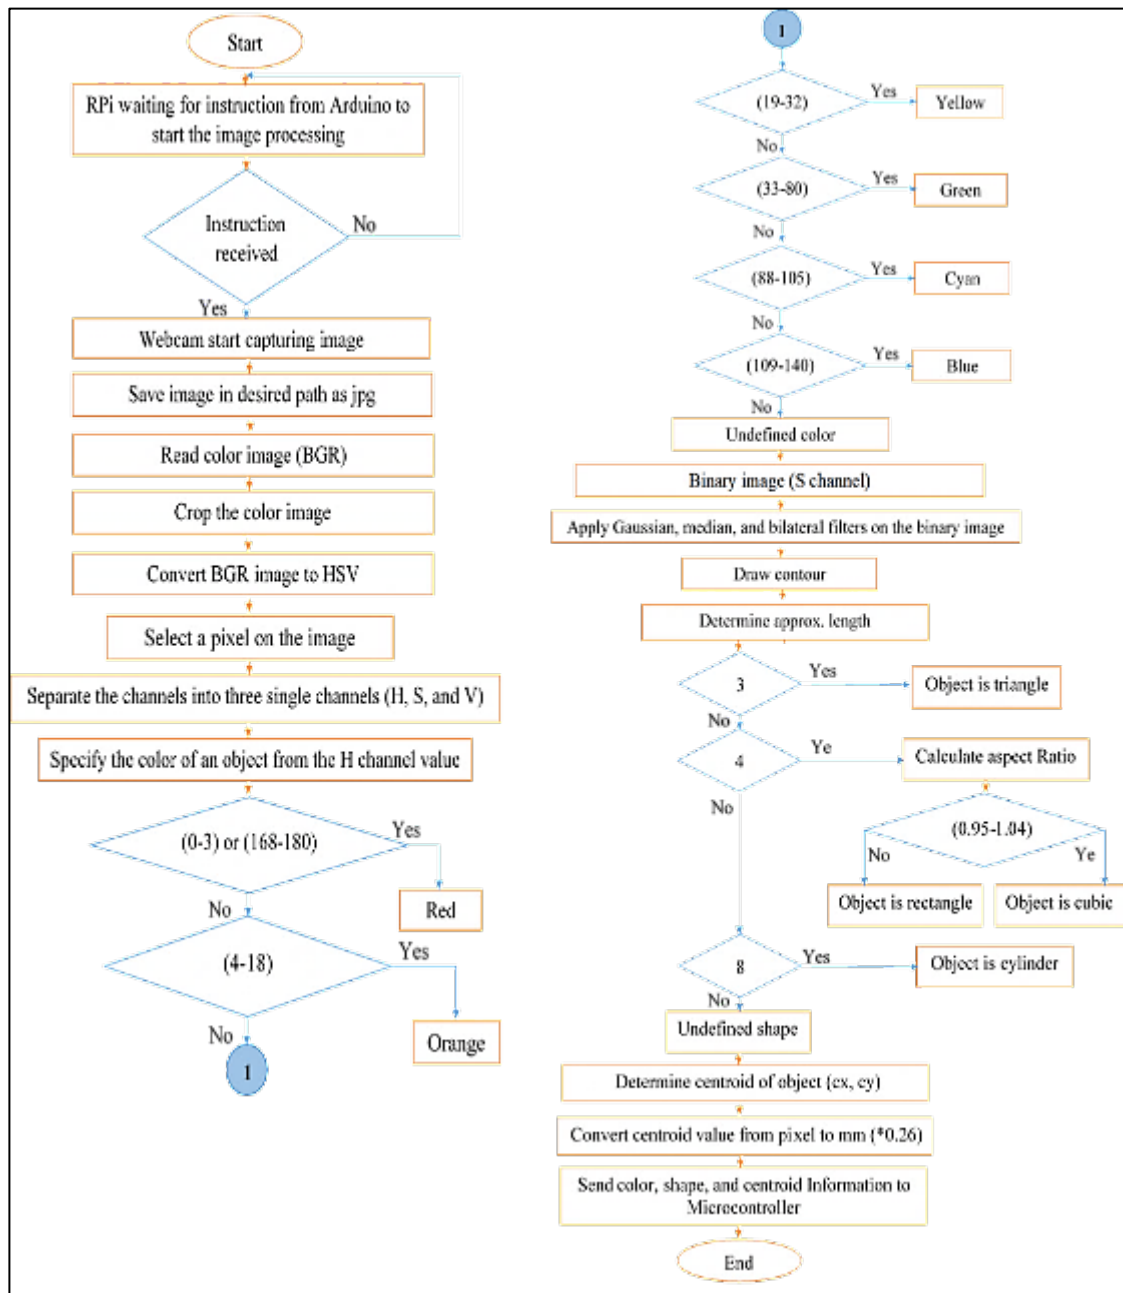 Start
RPi waiting for instruction from Arduino to
start the image processing
Instruction
received
No
Yes
Webcam start capturing image
Save image in desired path as jpg
Read color image (BGR)
Crop the color image
Convert BGR image to HSV
Select a pixel on the image
Separate the channels into three single channels (H, S, and V)
Specify the color of an object from the H channel value
(0-3) or (168-180)
Yes
Red
No
(4-18)
Yes
Orange
No
1
1
(19-32)
Yes
Yellow
No
(33-80)
Yes
Green
No
(88-105)
Yes
Cyan
No
(109-140)
Yes
Blue
No
Undefined color
Binary image (S channel)
Apply Gaussian, median, and bilateral filters on the binary image
Draw contour
Determine approx. length
3
Yes
Object is triangle
No
4
Ye
Calculate aspect Ratio
(0.95-1.04)
No
Ye
Object is rectangle
Object is cubic
No
8
Yes
Object is cylinder
No
Undefined shape
Determine centroid of object (cx, cy)
Convert centroid value from pixel to mm (*0.26)
Send color, shape, and centroid Information to
Microcontroller
End